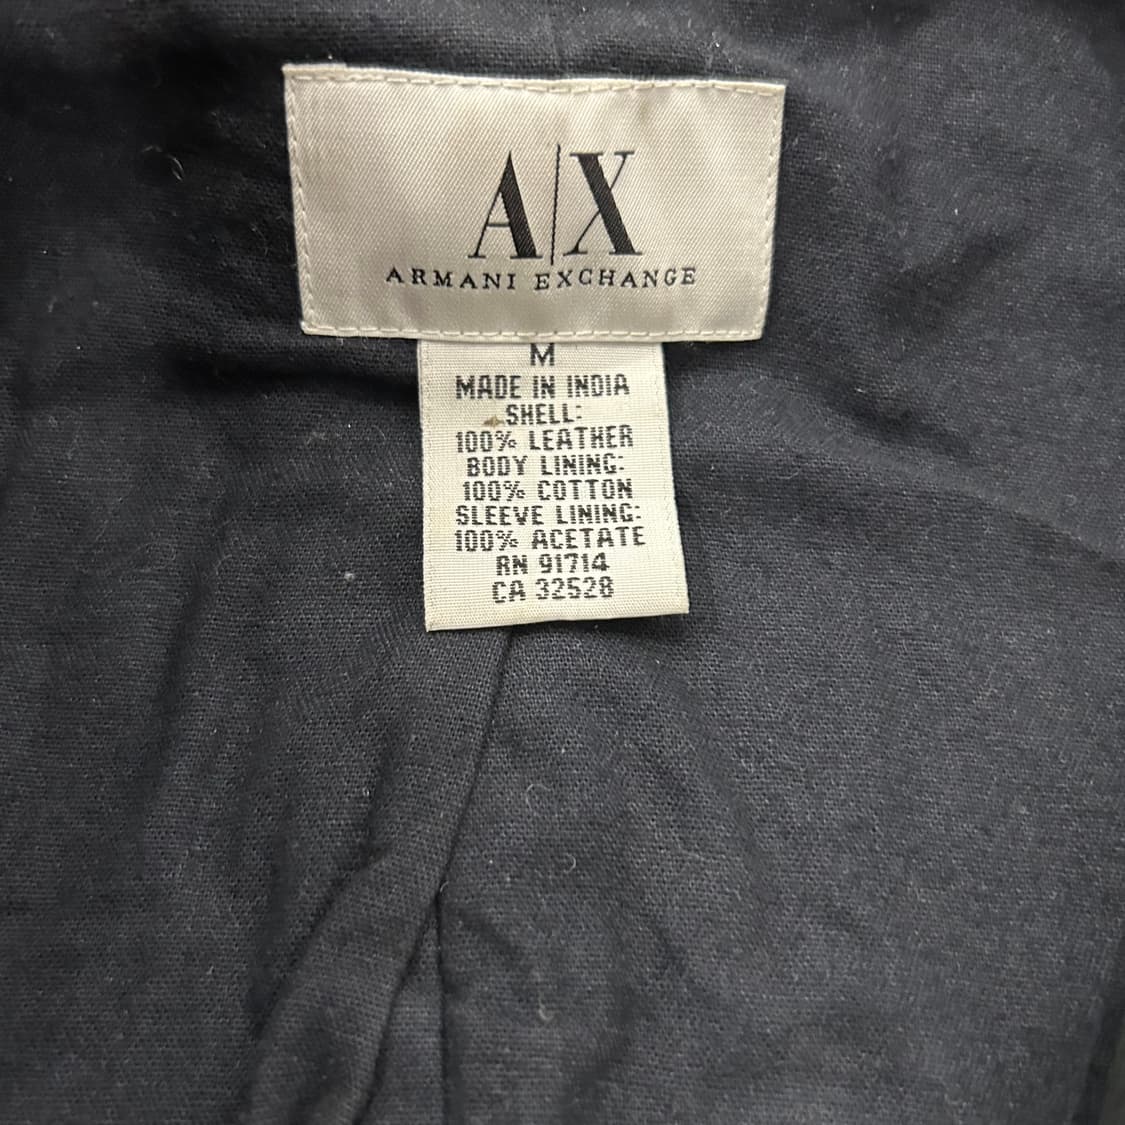 A|X
ARMANI EXCHANGE
M
MADE IN INDIA
SHELL:
100% LEATHER
BODY LINING:
100% COTTON
SLEEVE LINING:
100% ACETATE
RN 91714
CA 32528